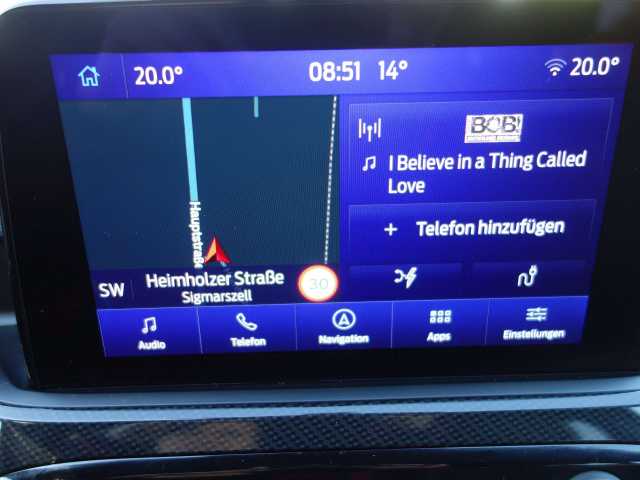 20.0° 08:51 14° 20.0°
BOB!
I Believe in a Thing Called
Love
Hauptstraße
+ Telefon hinzufügen
SW
Heimholzer Straße
Sigmarszell
30
Audio
Telefon
Navigation
Apps
Einstellungen